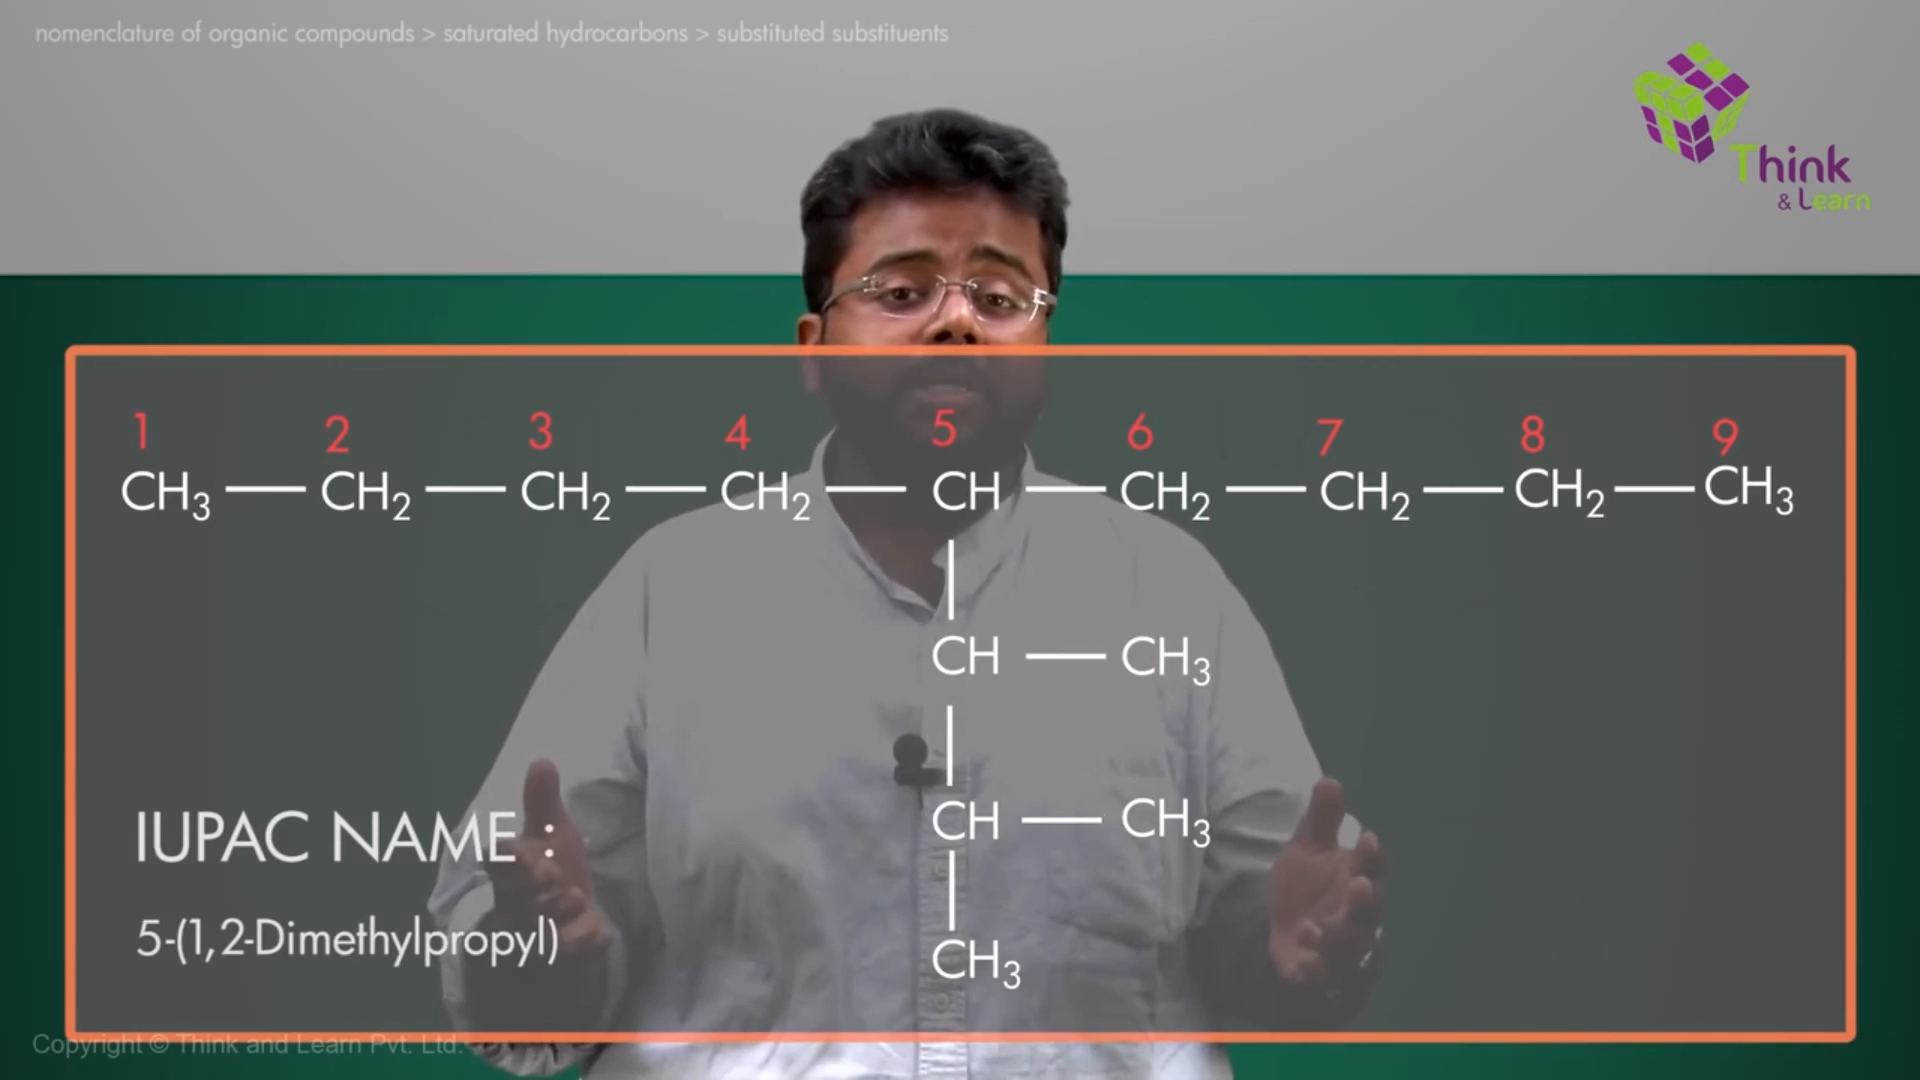 nomenclature of organic compounds > saturated hydrocarbons > substituted substituents
Think
& Learn
1 2 3 4 5 6 7 8 9
CH3 — CH2 — CH2 — CH2 — CH — CH2 — CH2 — CH2 — CH3
CH — CH3
CH — CH3
CH3
IUPAC NAME :
5-(1,2-Dimethylpropyl)
Copyright © Think and Learn Pvt. Ltd.